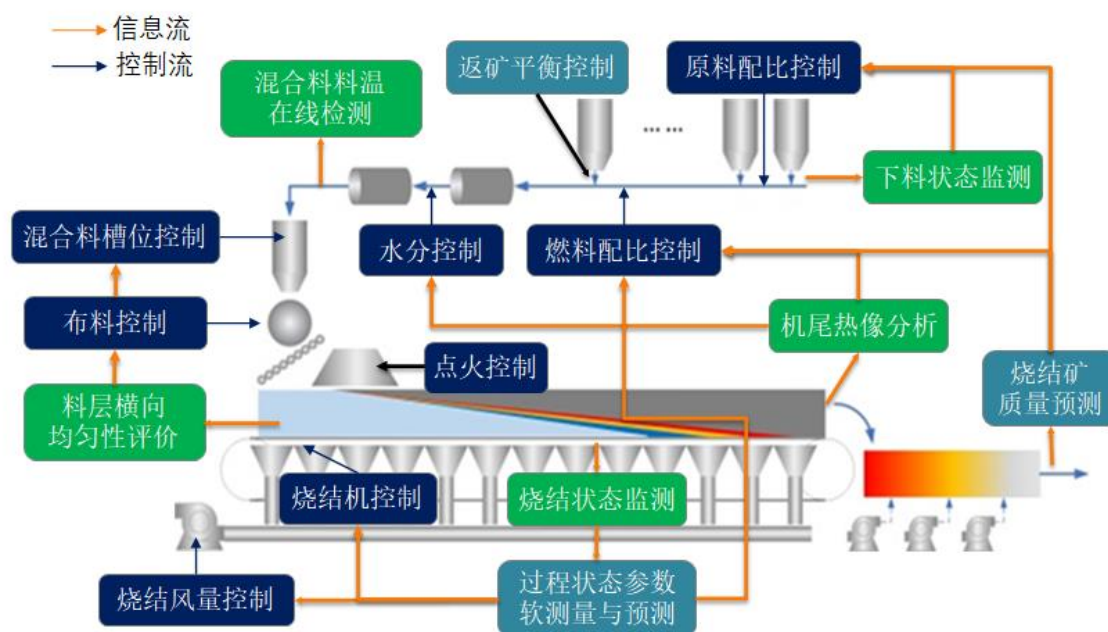 信息流
控制流
混合料料温
在线检测
返矿平衡控制
原料配比控制
... ...
下料状态监测
混合料槽位控制
水分控制
燃料配比控制
布料控制
机尾热像分析
点火控制
烧结矿
质量预测
料层横向
均匀性评价
烧结机控制
烧结状态监测
烧结风量控制
过程状态参数
软测量与预测